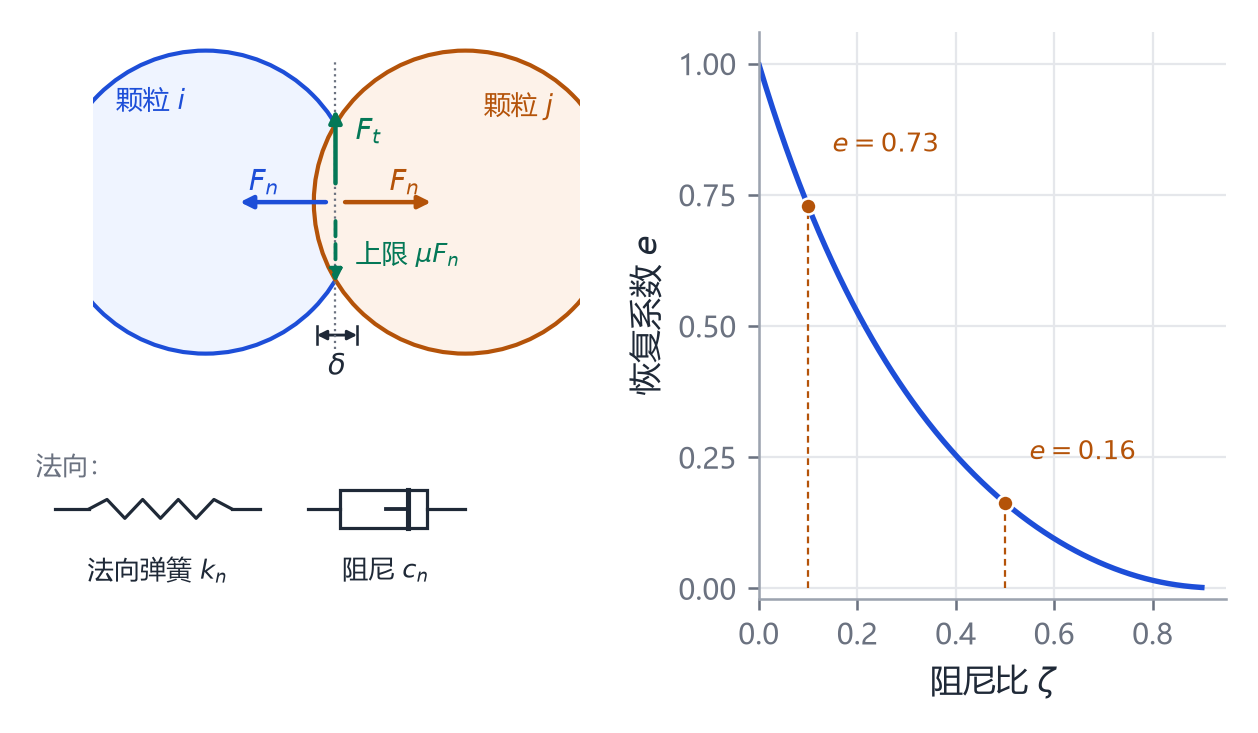 颗粒 i
颗粒 j
F_t
F_n
F_n
上限 μF_n
δ
法向:
法向弹簧 k_n
阻尼 c_n
恢复系数 e
1.00
0.75
0.50
0.25
0.00
e = 0.73
e = 0.16
0.0
0.2
0.4
0.6
0.8
阻尼比 ζ